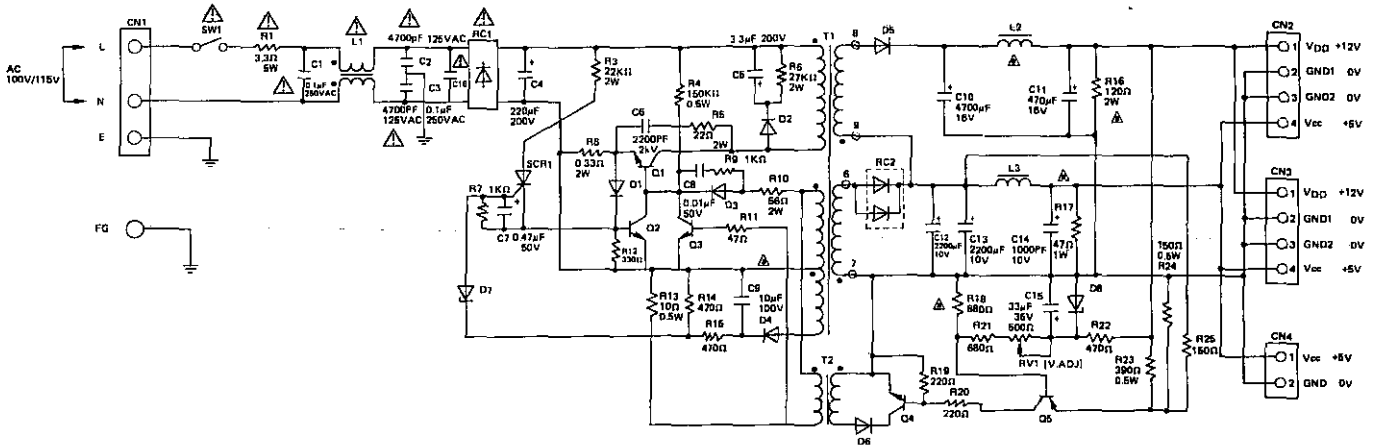 CN1
SW1
R1
3.3Ω
5W
L
AC
100V/115V
N
E
FG
C1
0.1µF
250VAC
L1
4700pF 125VAC
C2
C3
4700PF
125VAC
C16
0.1µF
250VAC
RC1
C4
220µF
200V
R3
22KΩ
2W
R4
150KΩ
0.5W
3.3µF 200V
C5
R5
27KΩ
2W
D2
C6
2200PF
2kV
22Ω
2W
R8
0.33Ω
2W
Q1
R9 1KΩ
SCR1
D1
C8
0.01µF
50V
D3
R10
56Ω
2W
R7 1KΩ
C7
0.47µF
50V
Q2
R12
330Ω
Q3
R11
47Ω
D7
R13
10Ω
0.5W
R14
470Ω
C9
10µF
100V
R15
470Ω
D4
T1
8
9
6
7
D5
C10
4700µF
16V
L2
C11
470µF
16V
R16
120Ω
2W
RC2
C12
2200µF
10V
C13
2200µF
10V
L3
C14
1000PF
10V
R17
47Ω
1W
R18
680Ω
C15
33µF
35V
D8
R21
680Ω
500Ω
RV1 [V.ADJ]
R22
470Ω
R23
390Ω
0.5W
150Ω
0.5W
R24
R25
150Ω
T2
D6
Q4
R19
220Ω
R20
220Ω
Q5
CN2
1 VDD +12V
2 GND1 0V
3 GND2 0V
4 Vcc +5V
CN3
1 VDD +12V
2 GND1 0V
3 GND2 0V
4 Vcc +5V
CN4
1 Vcc +5V
2 GND 0V